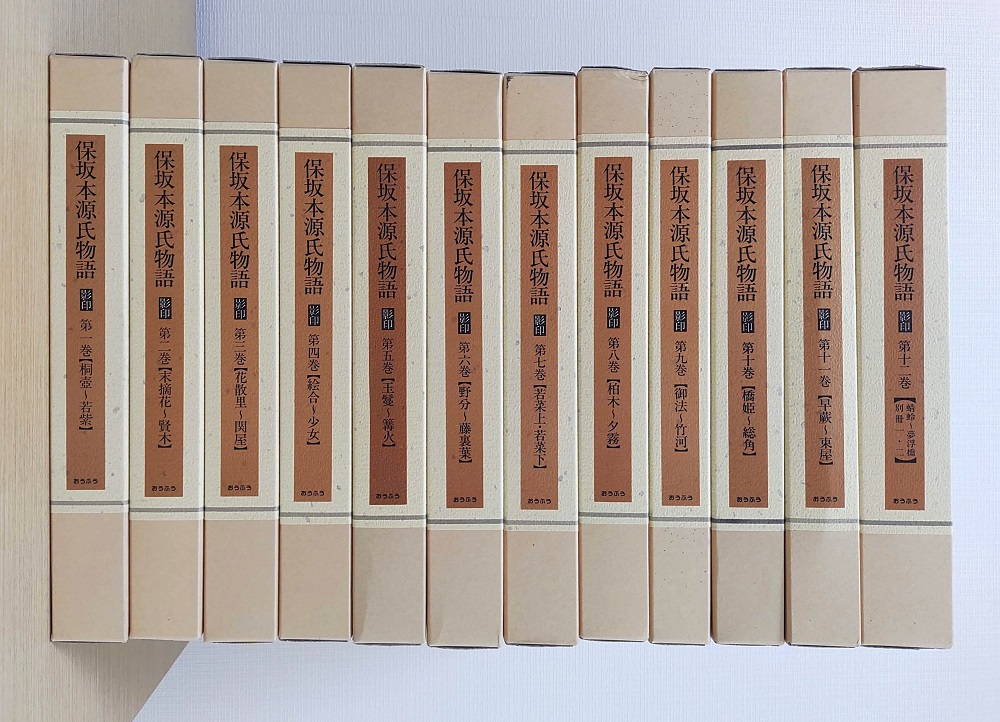 保坂本源氏物語 影印 第一巻【桐壺～若紫】
おうふう
保坂本源氏物語 影印 第二巻【末摘花～賢木】
おうふう
保坂本源氏物語 影印 第三巻【花散里～関屋】
おうふう
保坂本源氏物語 影印 第四巻【絵合～少女】
おうふう
保坂本源氏物語 影印 第五巻【玉鬘～篝火】
おうふう
保坂本源氏物語 影印 第六巻【野分～藤裏葉】
おうふう
保坂本源氏物語 影印 第七巻【若菜上・若菜下】
おうふう
保坂本源氏物語 影印 第八巻【柏木～夕霧】
おうふう
保坂本源氏物語 影印 第九巻【御法～竹河】
おうふう
保坂本源氏物語 影印 第十巻【橋姫～総角】
おうふう
保坂本源氏物語 影印 第十一巻【早蕨～東屋】
おうふう
保坂本源氏物語 影印 第十二巻【蜻蛉～夢浮橋
別冊一・二】
おうふう